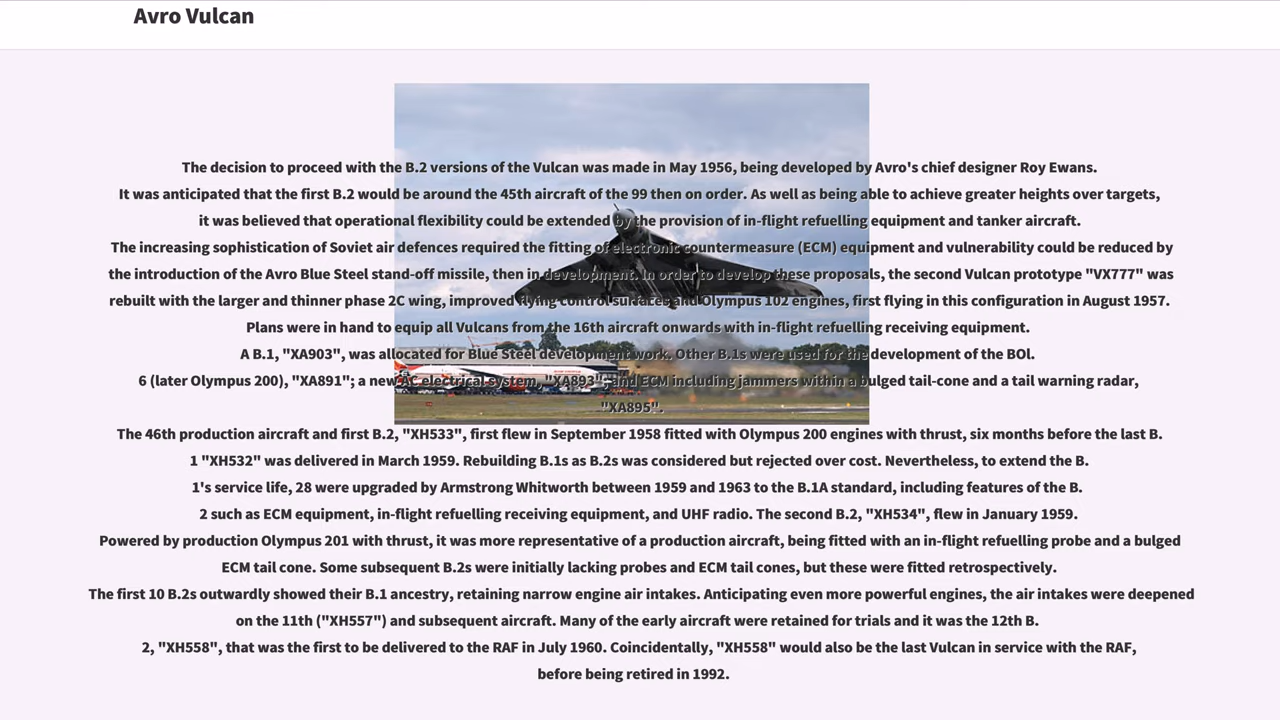 Avro Vulcan
The decision to proceed with the B.2 versions of the Vulcan was made in May 1956, being developed by Avro's chief designer Roy Ewans.
It was anticipated that the first B.2 would be around the 45th aircraft of the 99 then on order. As well as being able to achieve greater heights over targets,
it was believed that operational flexibility could be extended by the provision of in-flight refuelling equipment and tanker aircraft.
The increasing sophistication of Soviet air defences required the fitting of electronic countermeasure (ECM) equipment and vulnerability could be reduced by
the introduction of the Avro Blue Steel stand-off missile, then in development. In order to develop these proposals, the second Vulcan prototype "VX777" was
rebuilt with the larger and thinner phase 2C wing, improved flying control surfaces and Olympus 102 engines, first flying in this configuration in August 1957.
Plans were in hand to equip all Vulcans from the 16th aircraft onwards with in-flight refuelling receiving equipment.
A B.1, "XA903", was allocated for Blue Steel development work. Other B.1s were used for the development of the BOl.
6 (later Olympus 200), "XA891"; a new AC electrical system, "XA893"; and ECM including jammers within a bulged tail-cone and a tail warning radar,
"XA895".
The 46th production aircraft and first B.2, "XH533", first flew in September 1958 fitted with Olympus 200 engines with thrust, six months before the last B.
1 "XH532" was delivered in March 1959. Rebuilding B.1s as B.2s was considered but rejected over cost. Nevertheless, to extend the B.
1's service life, 28 were upgraded by Armstrong Whitworth between 1959 and 1963 to the B.1A standard, including features of the B.
2 such as ECM equipment, in-flight refuelling receiving equipment, and UHF radio. The second B.2, "XH534", flew in January 1959.
Powered by production Olympus 201 with thrust, it was more representative of a production aircraft, being fitted with an in-flight refuelling probe and a bulged
ECM tail cone. Some subsequent B.2s were initially lacking probes and ECM tail cones, but these were fitted retrospectively.
The first 10 B.2s outwardly showed their B.1 ancestry, retaining narrow engine air intakes. Anticipating even more powerful engines, the air intakes were deepened
on the 11th ("XH557") and subsequent aircraft. Many of the early aircraft were retained for trials and it was the 12th B.
2, "XH558", that was the first to be delivered to the RAF in July 1960. Coincidentally, "XH558" would also be the last Vulcan in service with the RAF,
before being retired in 1992.